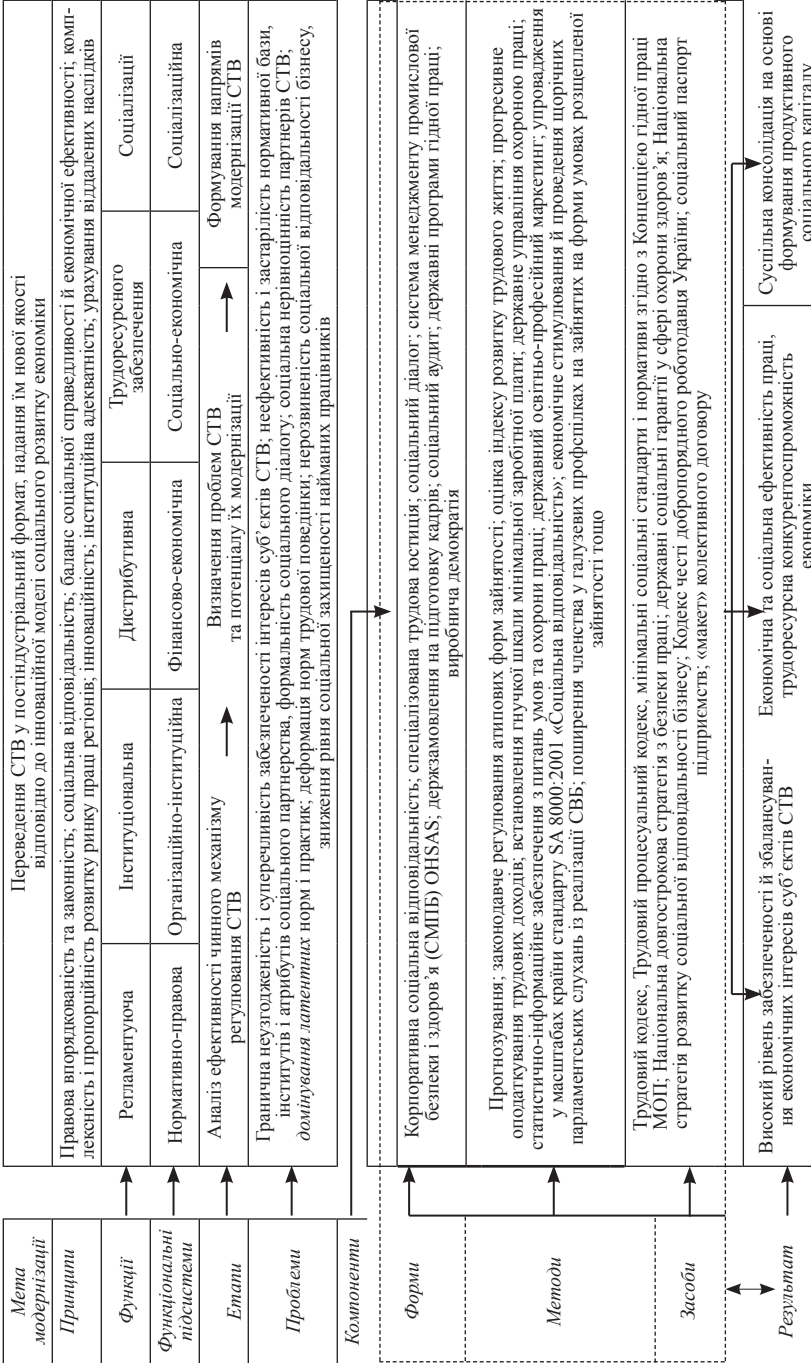 Мета
модернізації
Переведення СТВ у постіндустріальний формат, надання їм нової якості
відповідно до інноваційної моделі соціального розвитку економіки
Принципи
Правова впорядкованість та законність; соціальна відповідальність; баланс соціальної справедливості й економічної ефективності; комп-
лексність і пропорційність розвитку ринку праці регіонів; інноваційність; інституційна адекватність; урахування віддалених наслідків
Функції
Регламентуюча
Інституціональна
Дистрибутивна
Трудоресурсного
забезпечення
Соціалізації
Функціональні
підсистеми
Нормативно-правова
Організаційно-інституційна
Фінансово-економічна
Соціально-економічна
Соціалізаційна
Етапи
Аналіз ефективності чинного механізму
регулювання СТВ
Визначення проблем СТВ
та потенціалу їх модернізації
Формування напрямів
модернізації СТВ
Проблеми
Гранична неузгодженість і суперечливість забезпеченості інтересів суб’єктів СТВ; неефективність і застарілість нормативної бази,
інститутів і атрибутів соціального партнерства, формальність соціального діалогу; соціальна нерівноцінність партнерів СТВ;
домінування латентних норм і практик; деформація норм трудової поведінки; нерозвиненість соціальної відповідальності бізнесу,
зниження рівня соціальної захищеності найманих працівників
Компоненти
Форми
Корпоративна соціальна відповідальність; спеціалізована трудова юстиція; соціальний діалог; система менеджменту промислової
безпеки і здоров’я (СМПБ) OHSAS; держзамовлення на підготовку кадрів; соціальний аудит; державні програми гідної праці;
виробнича демократія
Методи
Прогнозування; законодавче регулювання атипових форм зайнятості; оцінка індексу розвитку трудового життя; прогресивне
оподаткування трудових доходів; встановлення гнучкої шкали мінімальної заробітної плати; державне управління охороною праці;
статистично-інформаційне забезпечення з питань умов та охорони праці; державний освітньо-професійний маркетинг; упровадження
у масштабах країни стандарту SA 8000:2001 «Соціальна відповідальність»; економічне стимулювання й проведення щорічних
парламентських слухань із реалізації СВБ; поширення членства у галузевих профспілках на зайнятих на форми умовах розщепленої
зайнятості тощо
Засоби
Трудовий кодекс, Трудовий процесуальний кодекс, мінімальні соціальні стандарти і нормативи згідно з Концепцією гідної праці
МОП; Національна довгострокова стратегія з безпеки праці; державні соціальні гарантії у сфері охорони здоров’я; Національна
стратегія розвитку соціальної відповідальності бізнесу; Кодекс честі добропорядного роботодавця України; соціальний паспорт
підприємств; «макет» колективного договору
Результат
Високий рівень забезпеченості й збалансуван-
ня економічних інтересів суб’єктів СТВ
Економічна та соціальна ефективність праці,
трудоресурсна конкурентоспроможність
економіки
Суспільна консолідація на основі
формування продуктивного
соціального капіталу